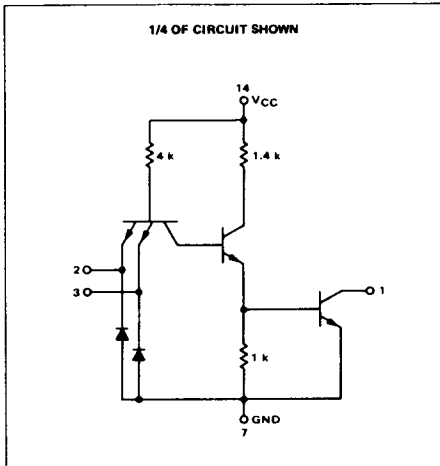 1/4 OF CIRCUIT SHOWN
14
VCC
4 k
1.4 k
2
3
1
1 k
GND
7